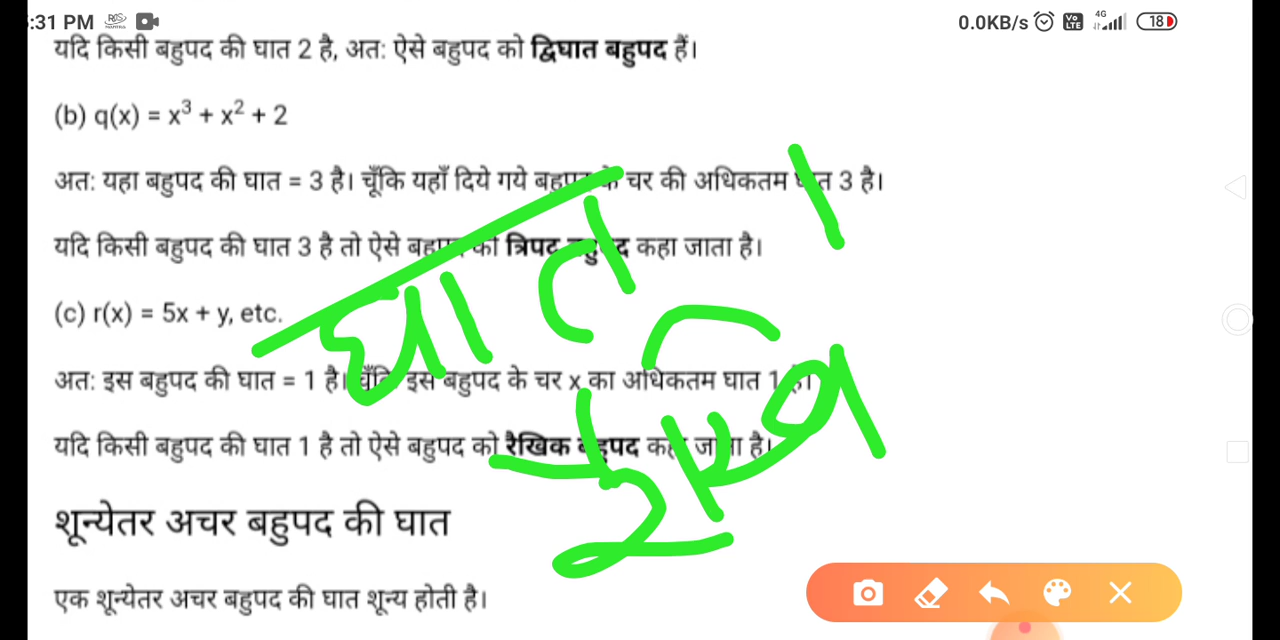 :31 PM 0.0KB/s 4G 18
यदि किसी बहुपद की घात 2 है, अत: ऐसे बहुपद को द्विघात बहुपद हैं।
(b) q(x) = x³ + x² + 2
अत: यहा बहुपद की घात = 3 है। चूँकि यहाँ दिये गये बहुपद के चर की अधिकतम घात 3 है।
यदि किसी बहुपद की घात 3 है तो ऐसे बहुपद को त्रिपद बहुपद कहा जाता है।
(c) r(x) = 5x + y, etc.
घात
अत: इस बहुपद की घात = 1 है। चूँकि इस बहुपद के चर x का अधिकतम घात 1 है।
यदि किसी बहुपद की घात 1 है तो ऐसे बहुपद को रैखिक बहुपद कहा जाता है।
शून्येतर अचर बहुपद की घात
एक शून्येतर अचर बहुपद की घात शून्य होती है।